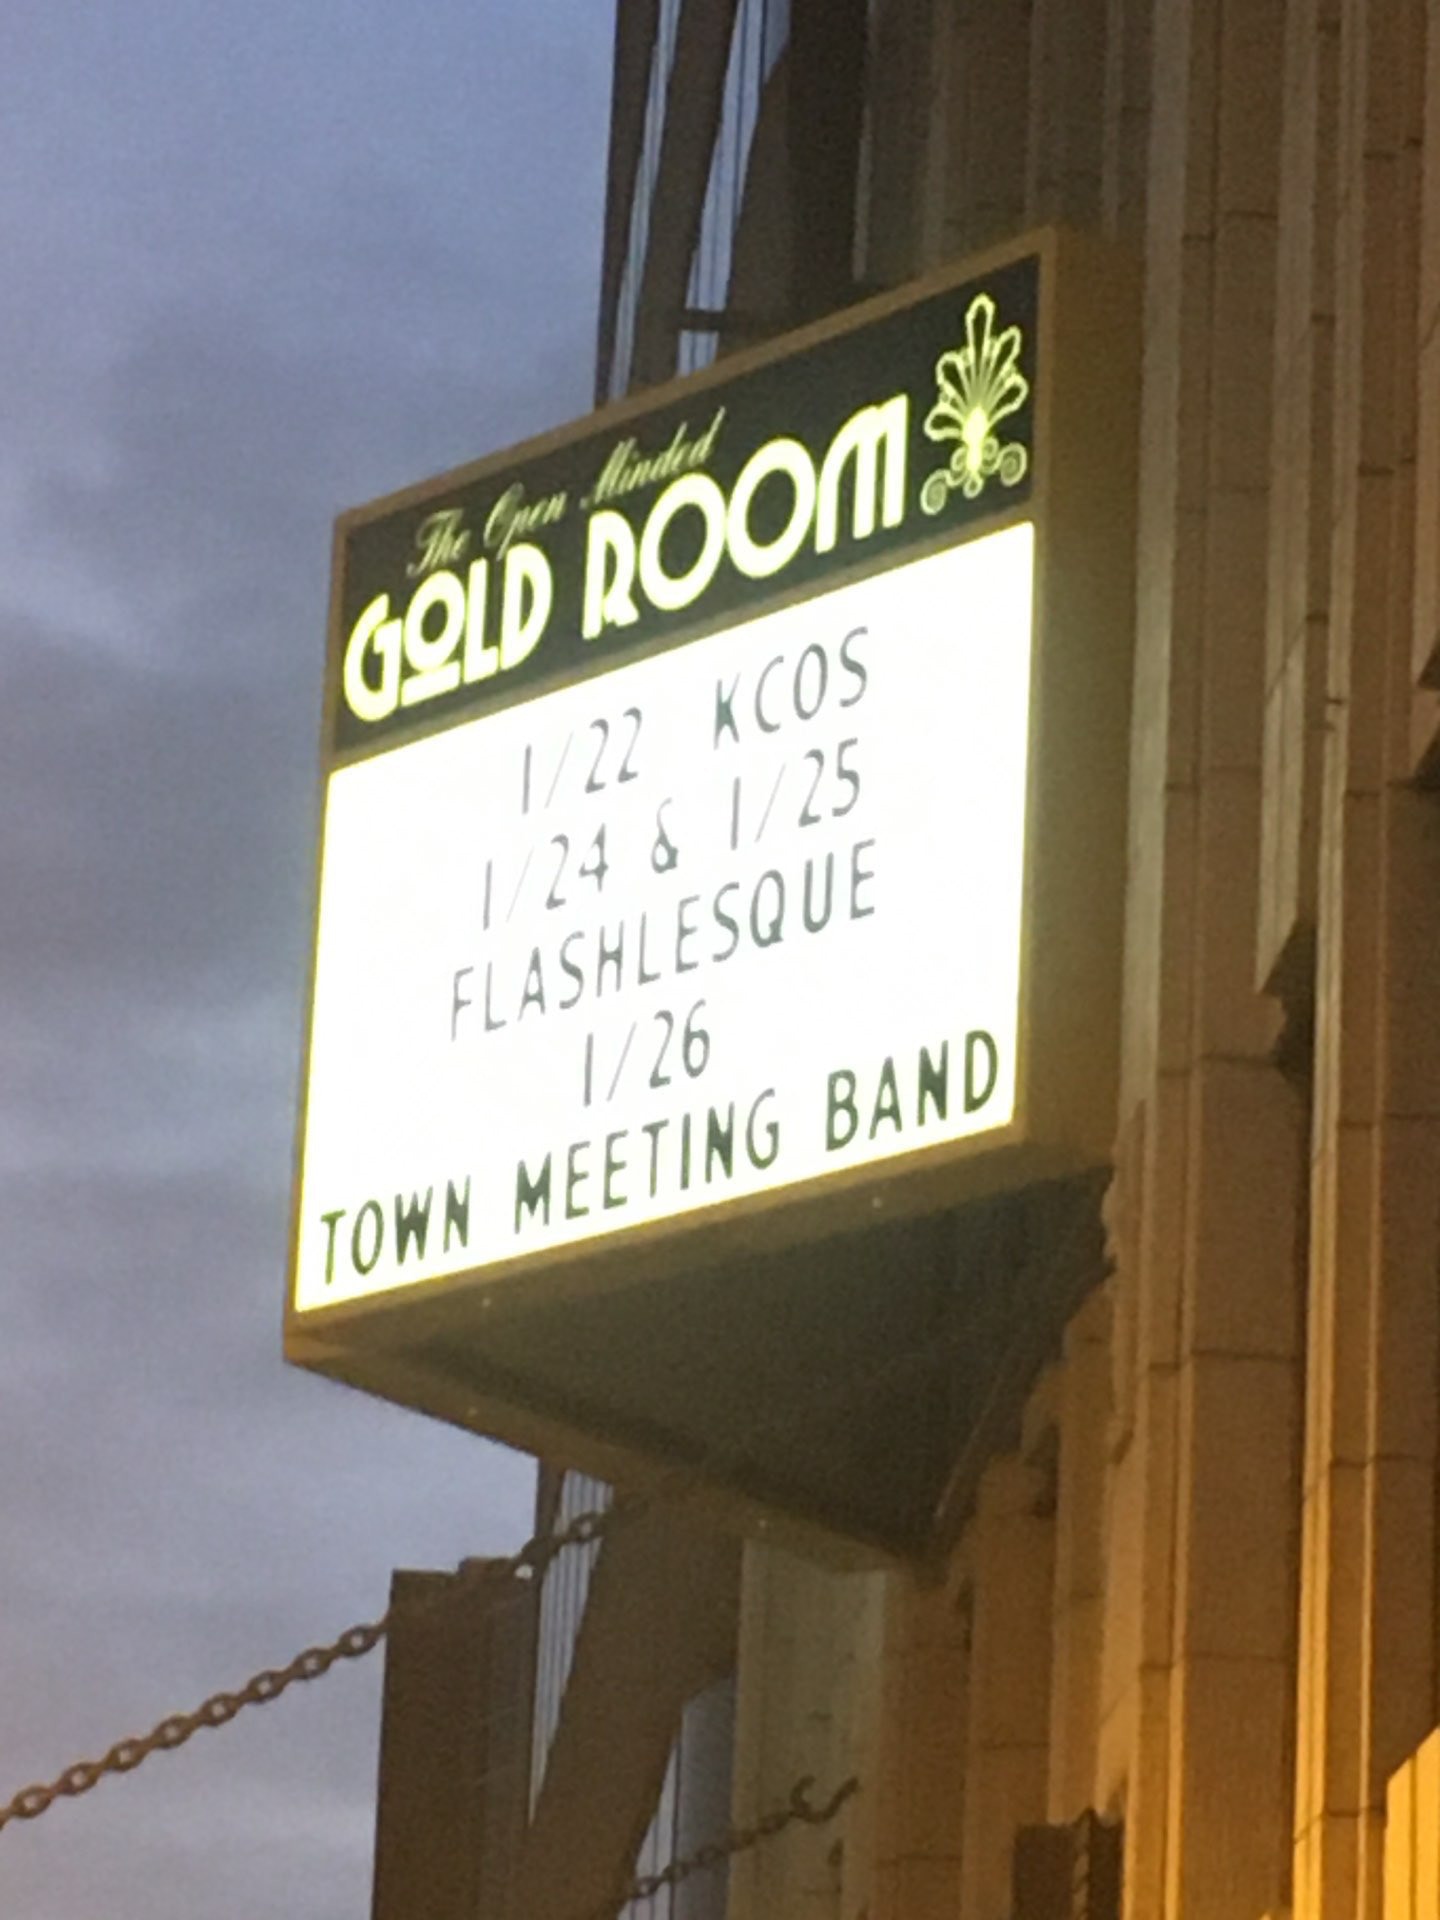 The Open Minded
GOLD ROOM
1/22 KCOS
1/24 & 1/25
FLASHLESQUE
1/26
TOWN MEETING BAND